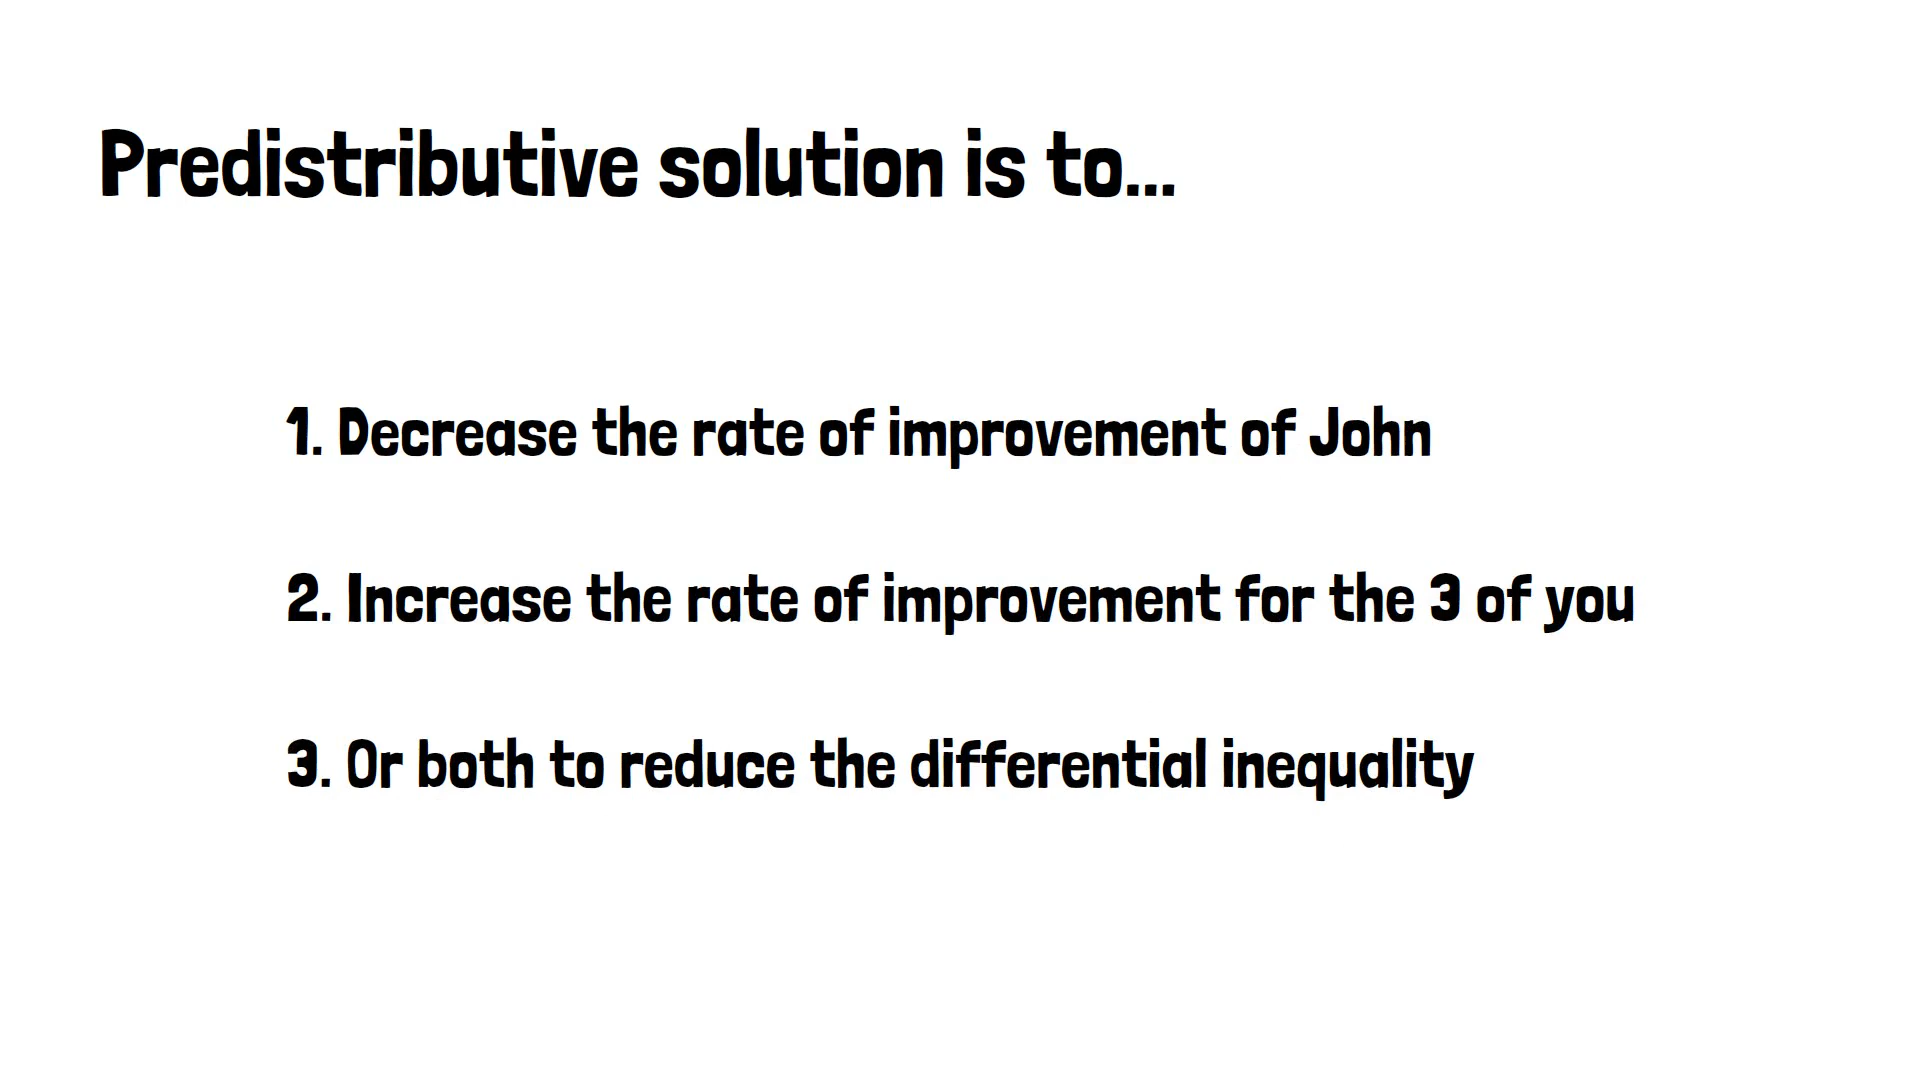 Predistributive solution is to...
1. Decrease the rate of improvement of John
2. Increase the rate of improvement for the 3 of you
3. Or both to reduce the differential inequality